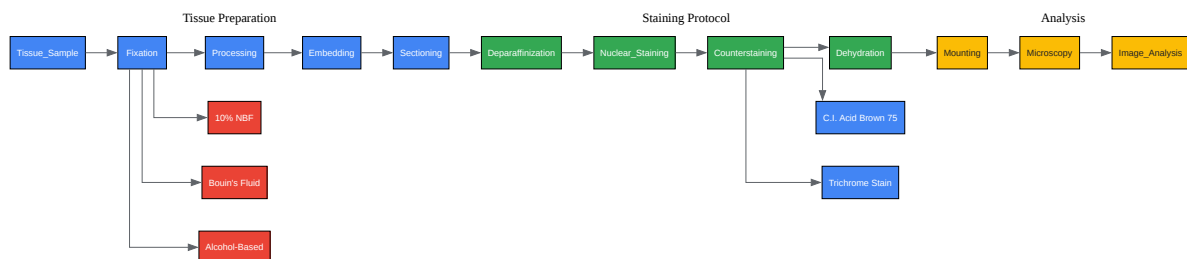 Tissue Preparation
Staining Protocol
Analysis
Tissue_Sample
Fixation
Processing
Embedding
Sectioning
Deparaffinization
Nuclear_Staining
Counterstaining
Dehydration
Mounting
Microscopy
Image_Analysis
10% NBF
C.I. Acid Brown 75
Bouin's Fluid
Trichrome Stain
Alcohol-Based